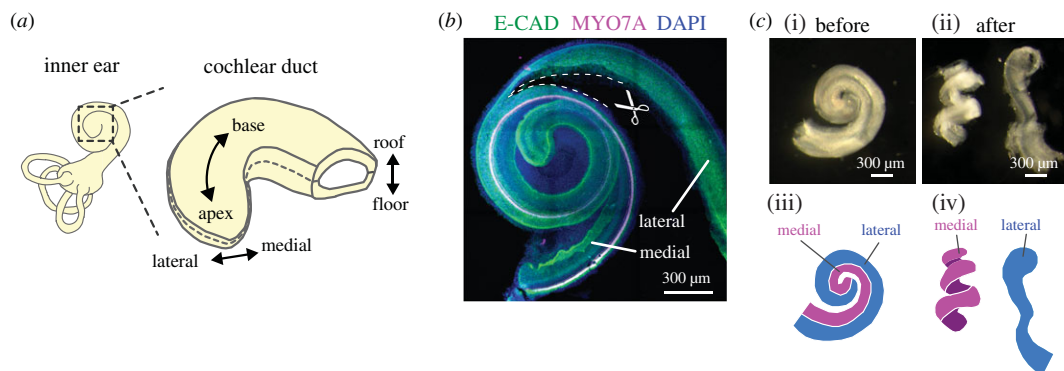 (a)
inner ear
cochlear duct
base
apex
roof
floor
lateral
medial
(b) E-CAD MYO7A DAPI
lateral
medial
300 μm
(c) (i) before (ii) after
300 μm 300 μm
(iii) (iv)
medial lateral medial lateral